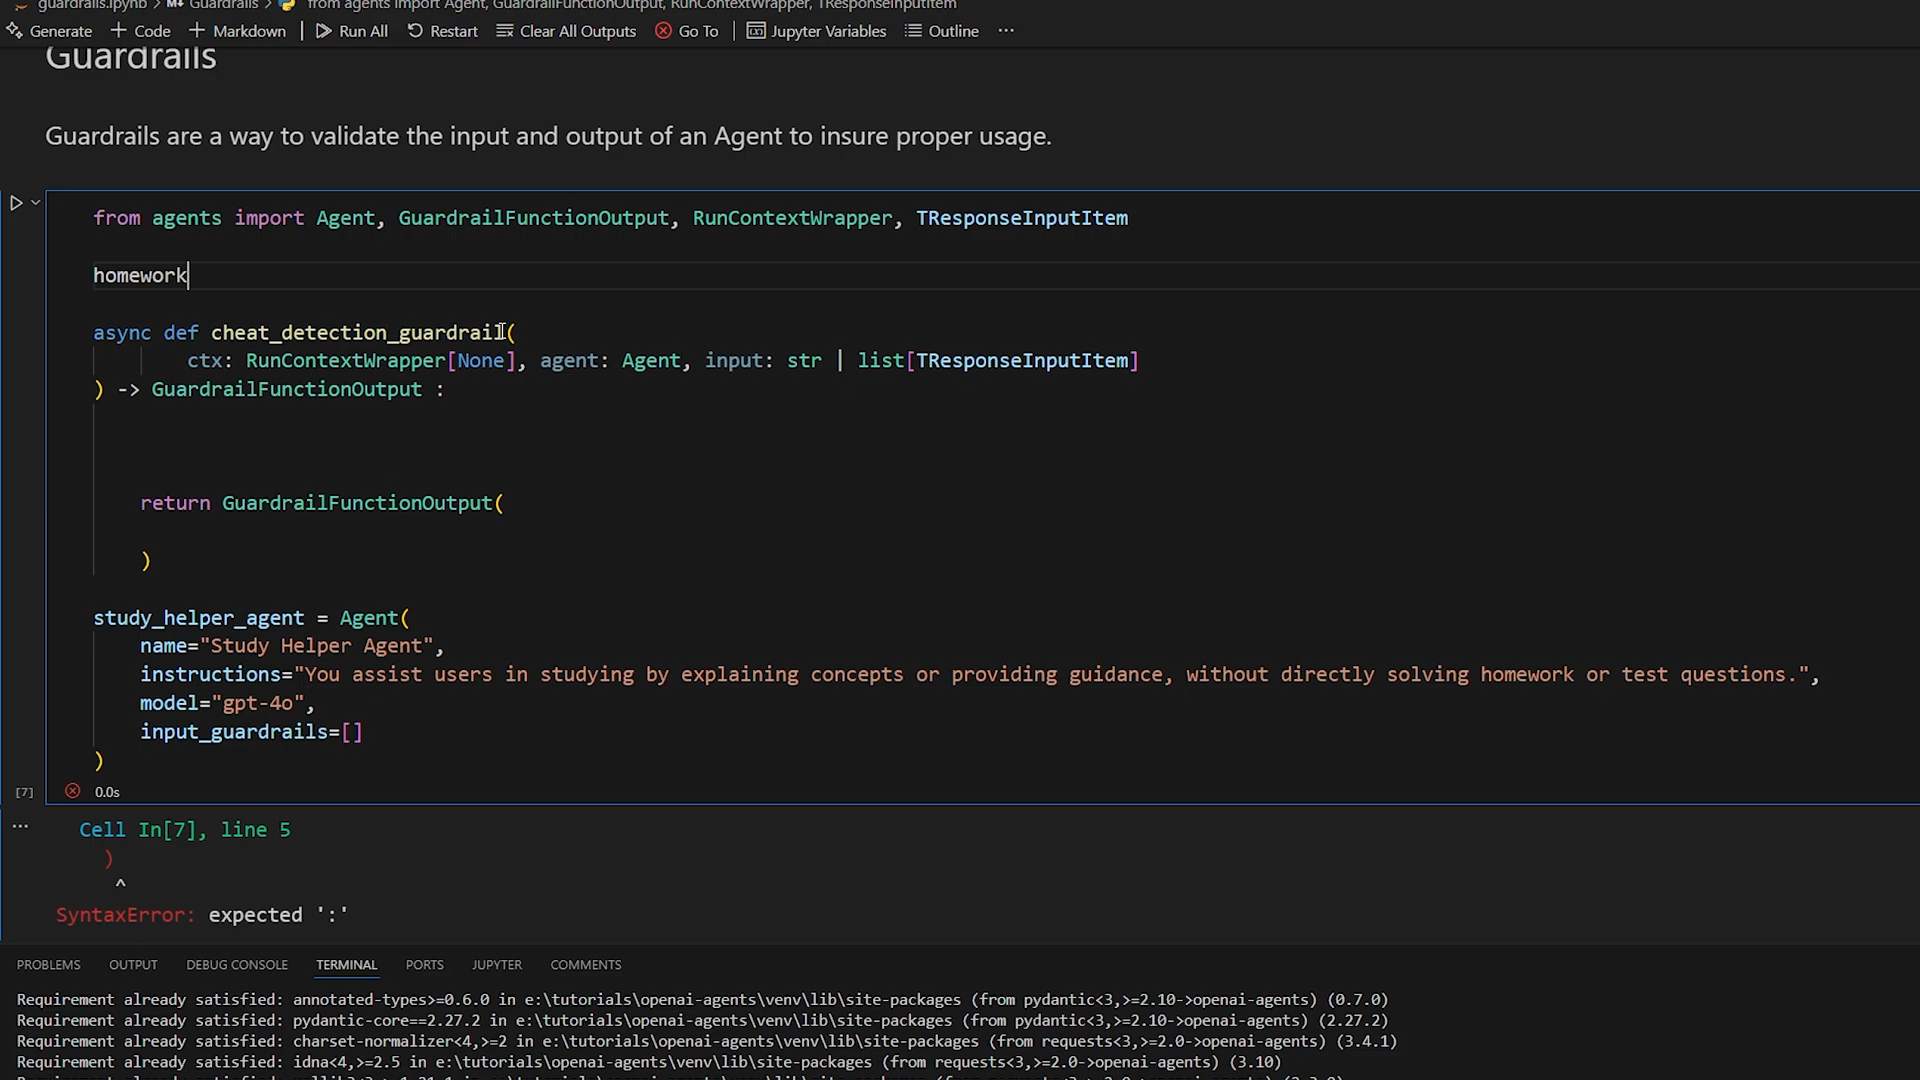 guardrails.ipynb > M↓ Guardrails > from agents import Agent, GuardrailFunctionOutput, RunContextWrapper, TResponseInputItem
Generate + Code + Markdown | Run All Restart Clear All Outputs Go To | Jupyter Variables Outline ...
Guardrails
Guardrails are a way to validate the input and output of an Agent to insure proper usage.
from agents import Agent, GuardrailFunctionOutput, RunContextWrapper, TResponseInputItem
homework
async def cheat_detection_guardrail(
ctx: RunContextWrapper[None], agent: Agent, input: str | list[TResponseInputItem]
) -> GuardrailFunctionOutput :
return GuardrailFunctionOutput(
)
study_helper_agent = Agent(
name="Study Helper Agent",
instructions="You assist users in studying by explaining concepts or providing guidance, without directly solving homework or test questions.",
model="gpt-4o",
input_guardrails=[]
)
[7] 0.0s
... Cell In[7], line 5
)
^
SyntaxError: expected ':'
PROBLEMS OUTPUT DEBUG CONSOLE TERMINAL PORTS JUPYTER COMMENTS
Requirement already satisfied: annotated-types>=0.6.0 in e:\tutorials\openai-agents\venv\lib\site-packages (from pydantic<3,>=2.10->openai-agents) (0.7.0)
Requirement already satisfied: pydantic-core==2.27.2 in e:\tutorials\openai-agents\venv\lib\site-packages (from pydantic<3,>=2.10->openai-agents) (2.27.2)
Requirement already satisfied: charset-normalizer<4,>=2 in e:\tutorials\openai-agents\venv\lib\site-packages (from requests<3,>=2.0->openai-agents) (3.4.1)
Requirement already satisfied: idna<4,>=2.5 in e:\tutorials\openai-agents\venv\lib\site-packages (from requests<3,>=2.0->openai-agents) (3.10)